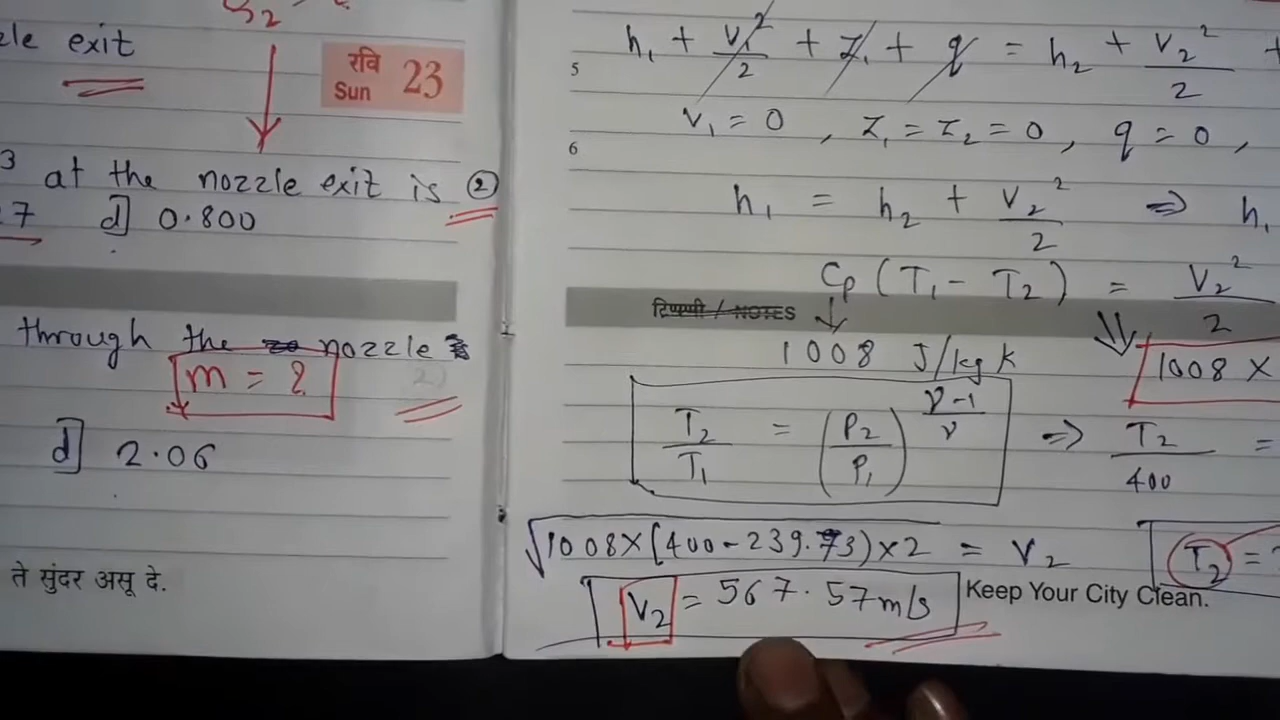 zle exit
रवि
Sun 23
3 at the nozzle exit is ②
7 d] 0.800
through the nozzle
m = ?
d] 2.06
ते सुंदर असू दे.
h₁ + V₁²/2 + z₁ + q = h₂ + V₂²/2 +
5
V₁ = 0 , z₁ = z₂ = 0 , q = 0 ,
6
h₁ = h₂ + V₂²/2 ⇒ h₁
Cp (T₁ - T₂) = V₂²/2
टिप्पणी / NOTES
1008 J/kg K
1008 ×
T₂/T₁ = (P₂/P₁)^(γ-1/γ) ⇒ T₂/400 =
√1008×(400-239.73)×2 = V₂
T₂ =
V₂ = 567.57 m/s
Keep Your City Clean.